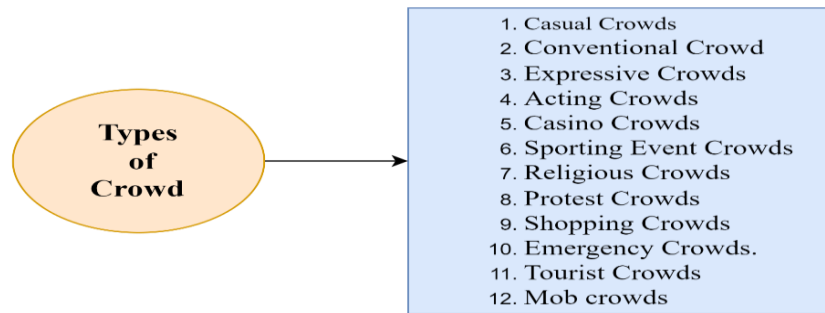 Types
of
Crowd
1. Casual Crowds
2. Conventional Crowd
3. Expressive Crowds
4. Acting Crowds
5. Casino Crowds
6. Sporting Event Crowds
7. Religious Crowds
8. Protest Crowds
9. Shopping Crowds
10. Emergency Crowds.
11. Tourist Crowds
12. Mob crowds